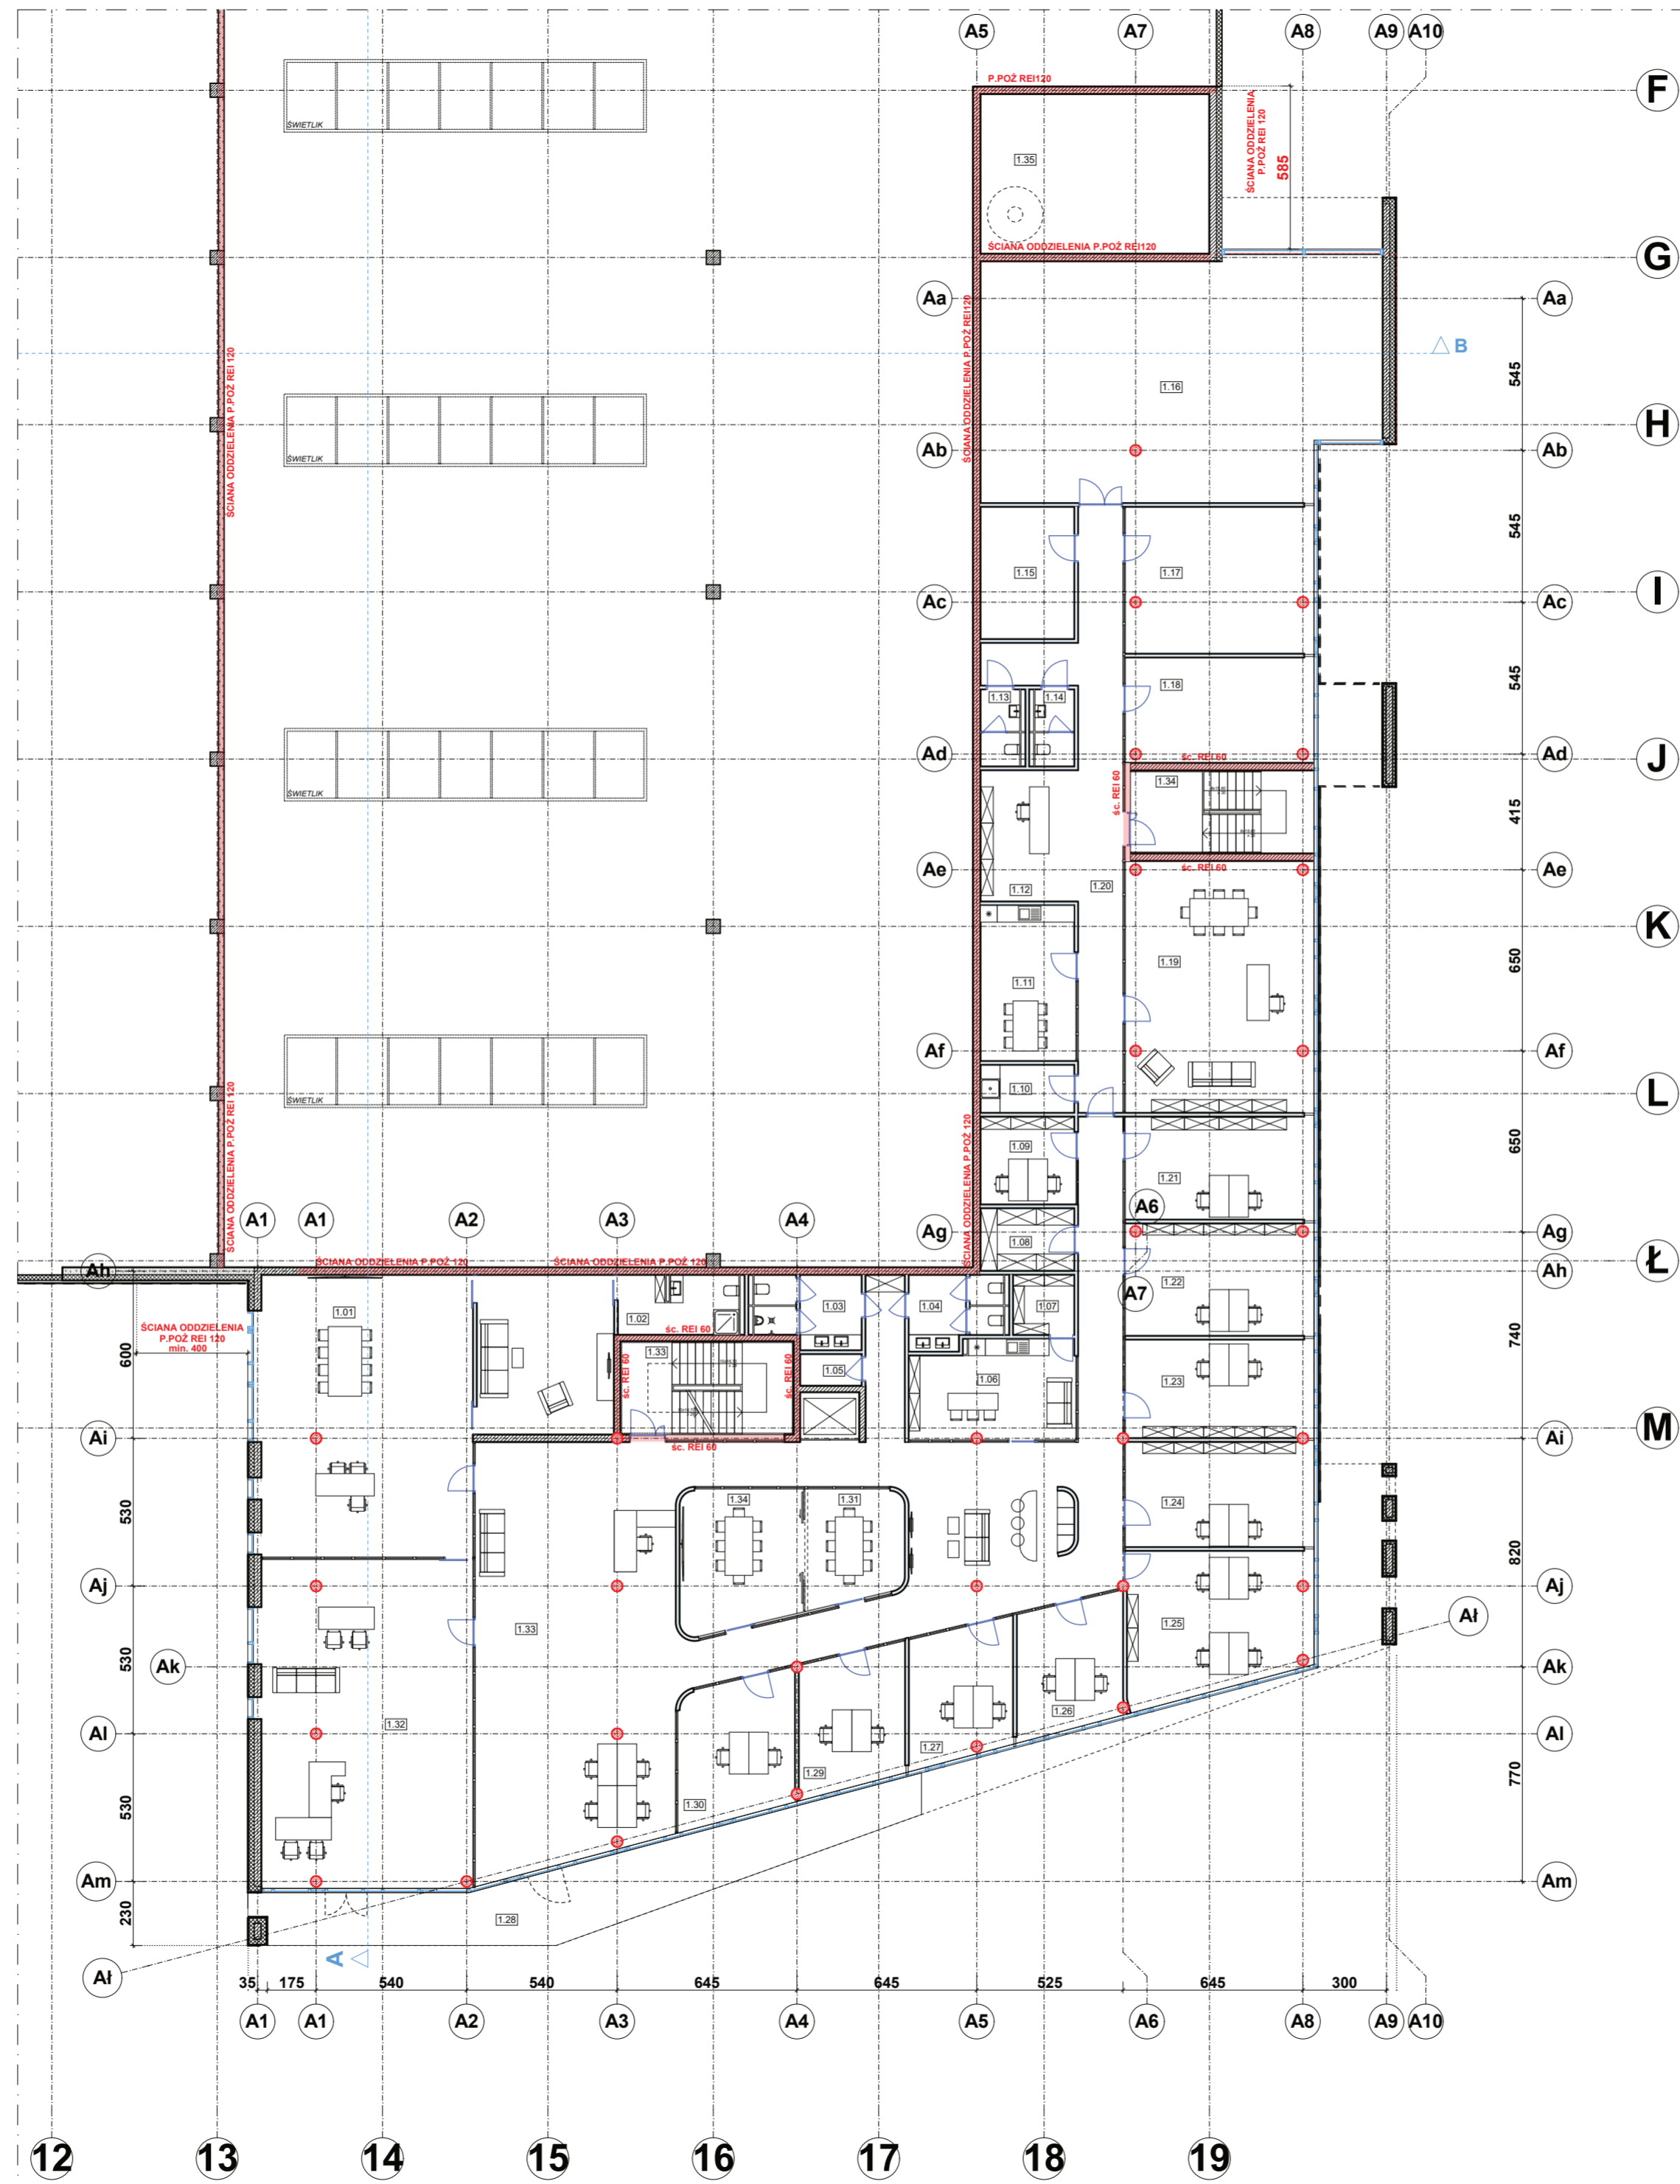 A5
A7
A8
A9
A10
F
P.POŻ REI120
ŚCIANA ODDZIELENIA
P.POŻ REI 120
585
ŚWIETLIK
1.35
ŚCIANA ODDZIELENIA P.POŻ REI120
G
Aa
Aa
ŚCIANA ODDZIELENIA P.POŻ REI 120
ŚCIANA ODDZIELENIA P.POŻ REI120
B
545
1.16
H
Ab
Ab
ŚWIETLIK
545
1.15
1.17
I
Ac
Ac
545
1.13
1.14
1.18
Ad
Ad
J
śc. REI 60
śc. REI 60
1.34
ŚWIETLIK
415
Ae
Ae
śc. REI 60
1.12
1.20
K
650
1.11
1.19
Af
Af
ŚWIETLIK
1.10
L
ŚCIANA ODDZIELENIA P.POŻ REI 120
ŚCIANA ODDZIELENIA P.POŻ 120
650
1.09
1.21
A1
A1
A2
A3
A4
A6
Ag
Ag
1.08
Ł
Ah
ŚCIANA ODDZIELENIA P.POŻ 120
ŚCIANA ODDZIELENIA P.POŻ 120
Ah
A7
1.22
1.01
1.02
1.03
1.04
1.07
ŚCIANA ODDZIELENIA
P.POŻ REI 120
min. 400
600
śc. REI 60
1.33
śc. REI 60
śc. REI 60
1.05
1.06
1.23
740
Ai
śc. REI 60
Ai
M
530
1.34
1.31
1.24
820
Aj
Aj
1.33
1.25
Ał
530
Ak
Ak
1.32
1.26
Al
1.27
Al
1.29
1.30
530
770
Am
Am
230
1.28
A
Ał
35
175
540
540
645
645
525
645
300
A1
A1
A2
A3
A4
A5
A6
A8
A9
A10
12
13
14
15
16
17
18
19